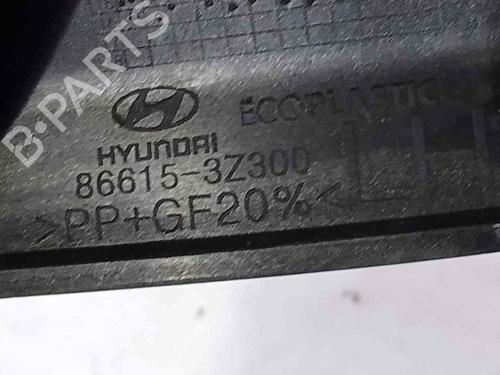 B-PARTS
ECOPLASTIC
HYUNDAI
86615-3Z300
>PP+GF20%<